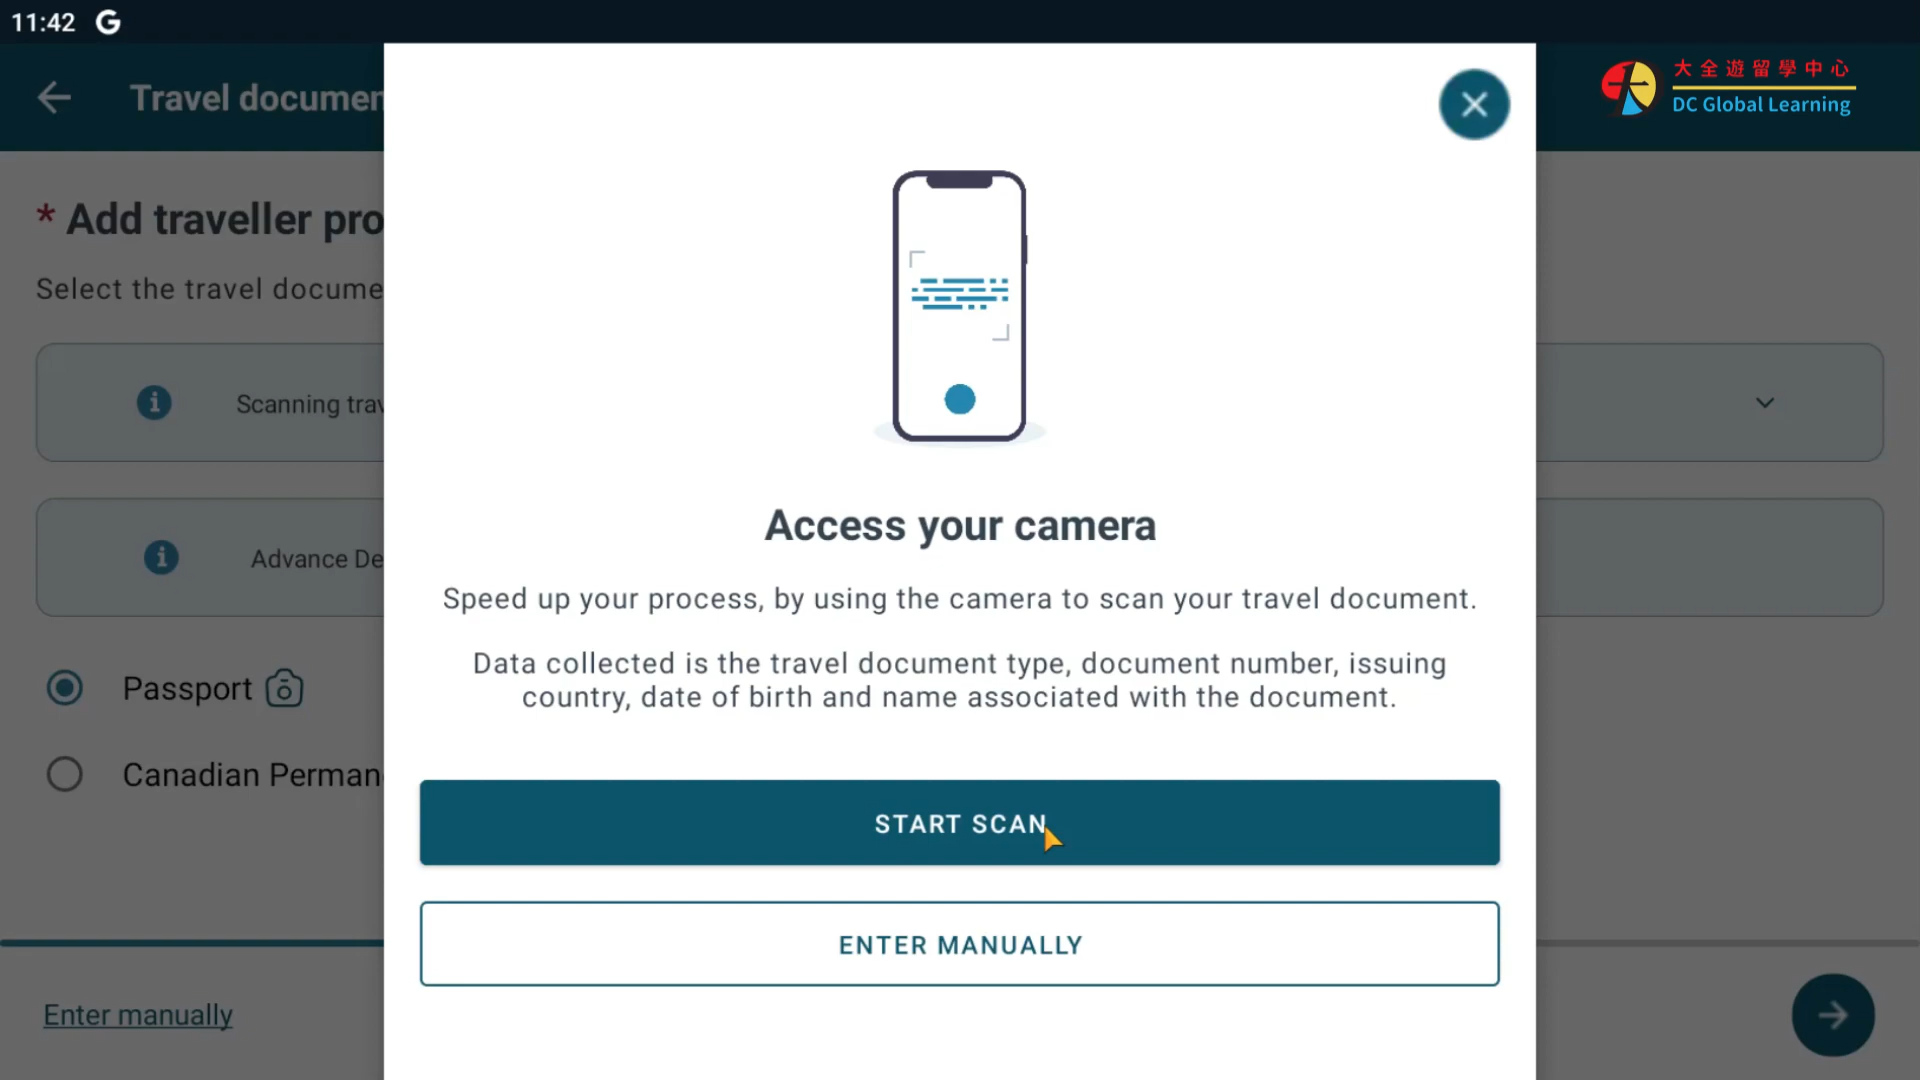 11:42 G
Travel documen
大全遊留學中心
DC Global Learning
* Add traveller pro
Select the travel docume
Scanning trav
Advance De
Passport
Canadian Perman
Access your camera
Speed up your process, by using the camera to scan your travel document.
Data collected is the travel document type, document number, issuing
country, date of birth and name associated with the document.
START SCAN
ENTER MANUALLY
Enter manually